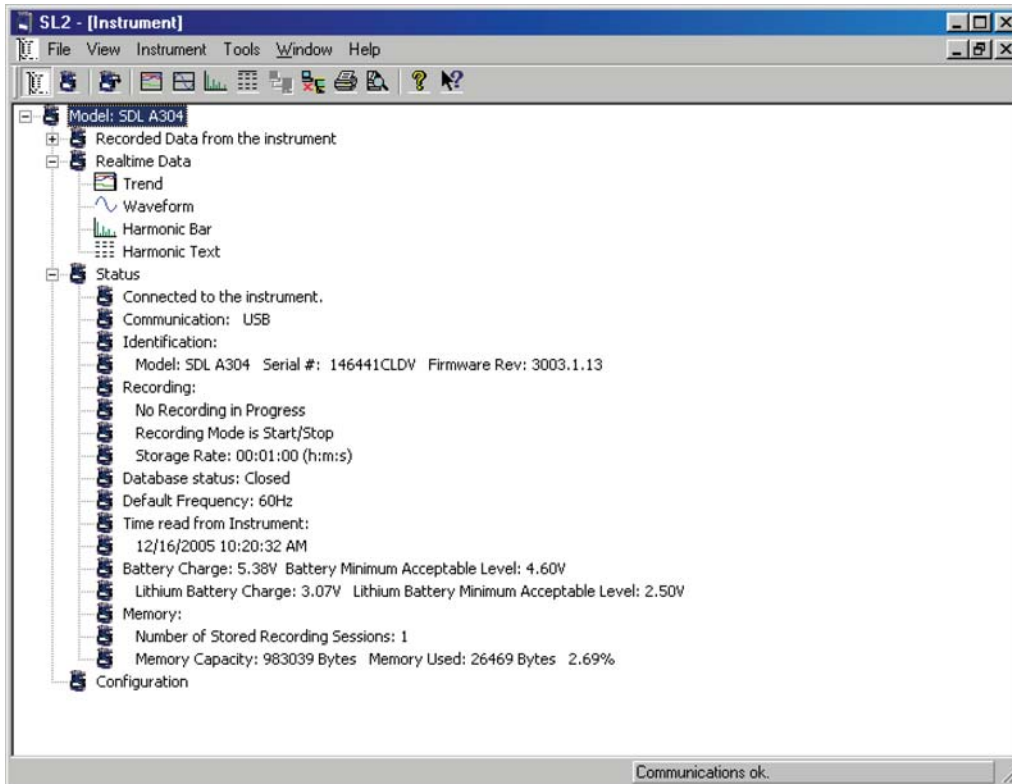 SL2 - [Instrument]
File View Instrument Tools Window Help
Model: SDL A304
Recorded Data from the instrument
Realtime Data
Trend
Waveform
Harmonic Bar
Harmonic Text
Status
Connected to the instrument.
Communication: USB
Identification:
Model: SDL A304 Serial #: 146441CLDV Firmware Rev: 3003.1.13
Recording:
No Recording in Progress
Recording Mode is Start/Stop
Storage Rate: 00:01:00 (h:m:s)
Database status: Closed
Default Frequency: 60Hz
Time read from Instrument:
12/16/2005 10:20:32 AM
Battery Charge: 5.38V Battery Minimum Acceptable Level: 4.60V
Lithium Battery Charge: 3.07V Lithium Battery Minimum Acceptable Level: 2.50V
Memory:
Number of Stored Recording Sessions: 1
Memory Capacity: 983039 Bytes Memory Used: 26469 Bytes 2.69%
Configuration
Communications ok.